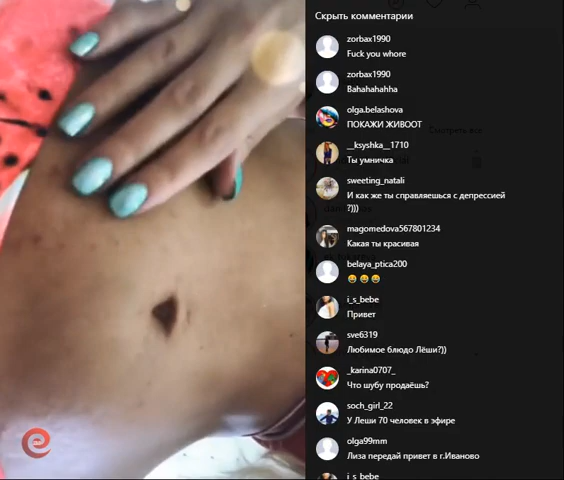 Скрыть комментарии
zorbax1990
Fuck you whore
zorbax1990
Bahahahahha
olga.belashova
ПОКАЖИ ЖИВООТ
Смотреть все
__ksyshka__1710
Ты умничка
sweeting_natali
И как же ты справляешься с депрессией
?)))
magomedova567801234
Какая ты красивая
belaya_ptica200
😂😂😂
i_s_bebe
Привет
sve6319
Любимое блюдо Лёши?))
_karina0707_
Что шубу продаёшь?
soch_girl_22
У Леши 70 человек в эфире
olga99mm
Лиза передай привет в г.Иваново
i_s_bebe